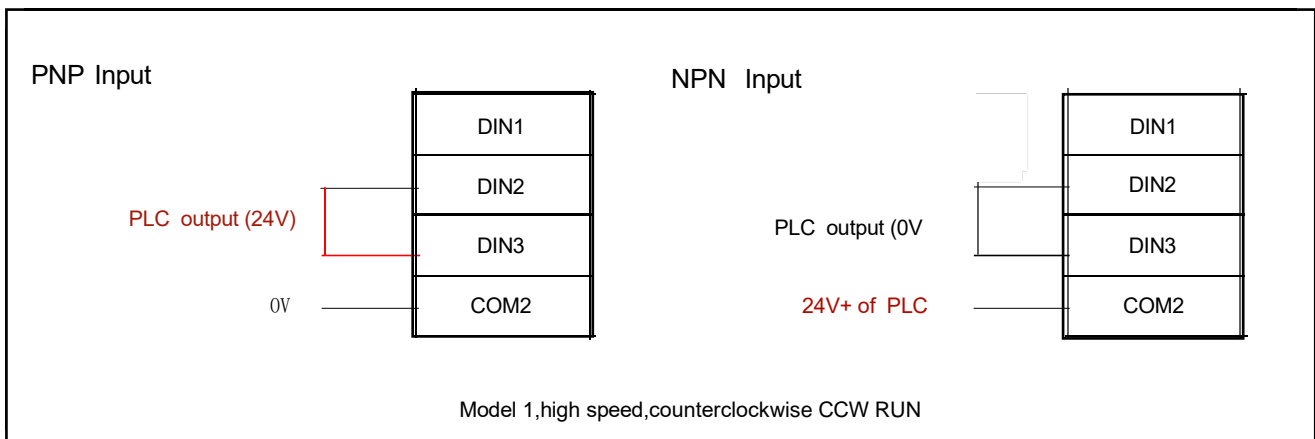 PNP Input
DIN1
DIN2
PLC output (24V)
DIN3
0V
COM2
NPN Input
DIN1
DIN2
PLC output (0V
DIN3
24V+ of PLC
COM2
Model 1,high speed,counterclockwise CCW RUN